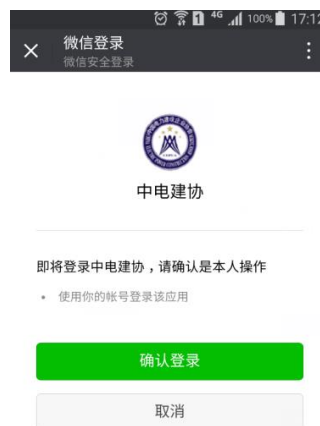 4G 100% 17:12
微信登录
微信安全登录
中电建协
即将登录中电建协，请确认是本人操作
使用你的帐号登录该应用
确认登录
取消